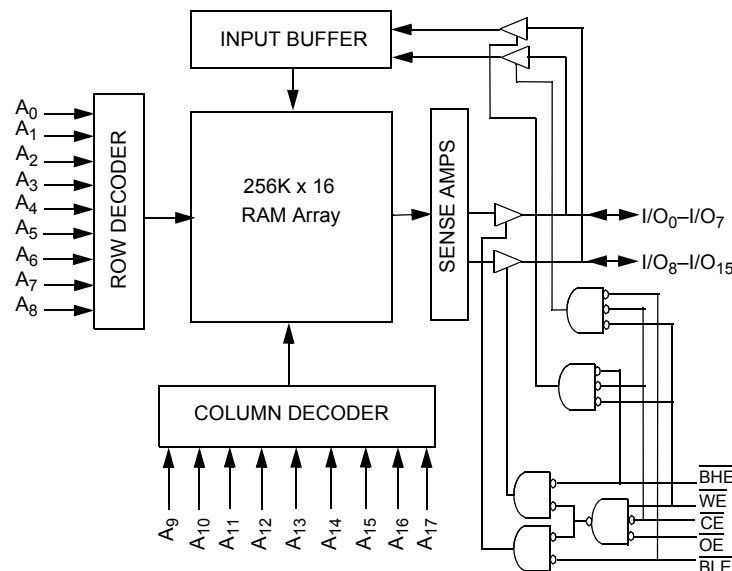 INPUT BUFFER
A0
A1
A2
A3
A4
A5
A6
A7
A8
ROW DECODER
256K x 16
RAM Array
SENSE AMPS
I/O0–I/O7
I/O8–I/O15
COLUMN DECODER
A9
A10
A11
A12
A13
A14
A15
A16
A17
BHE
WE
CE
OE
BLE